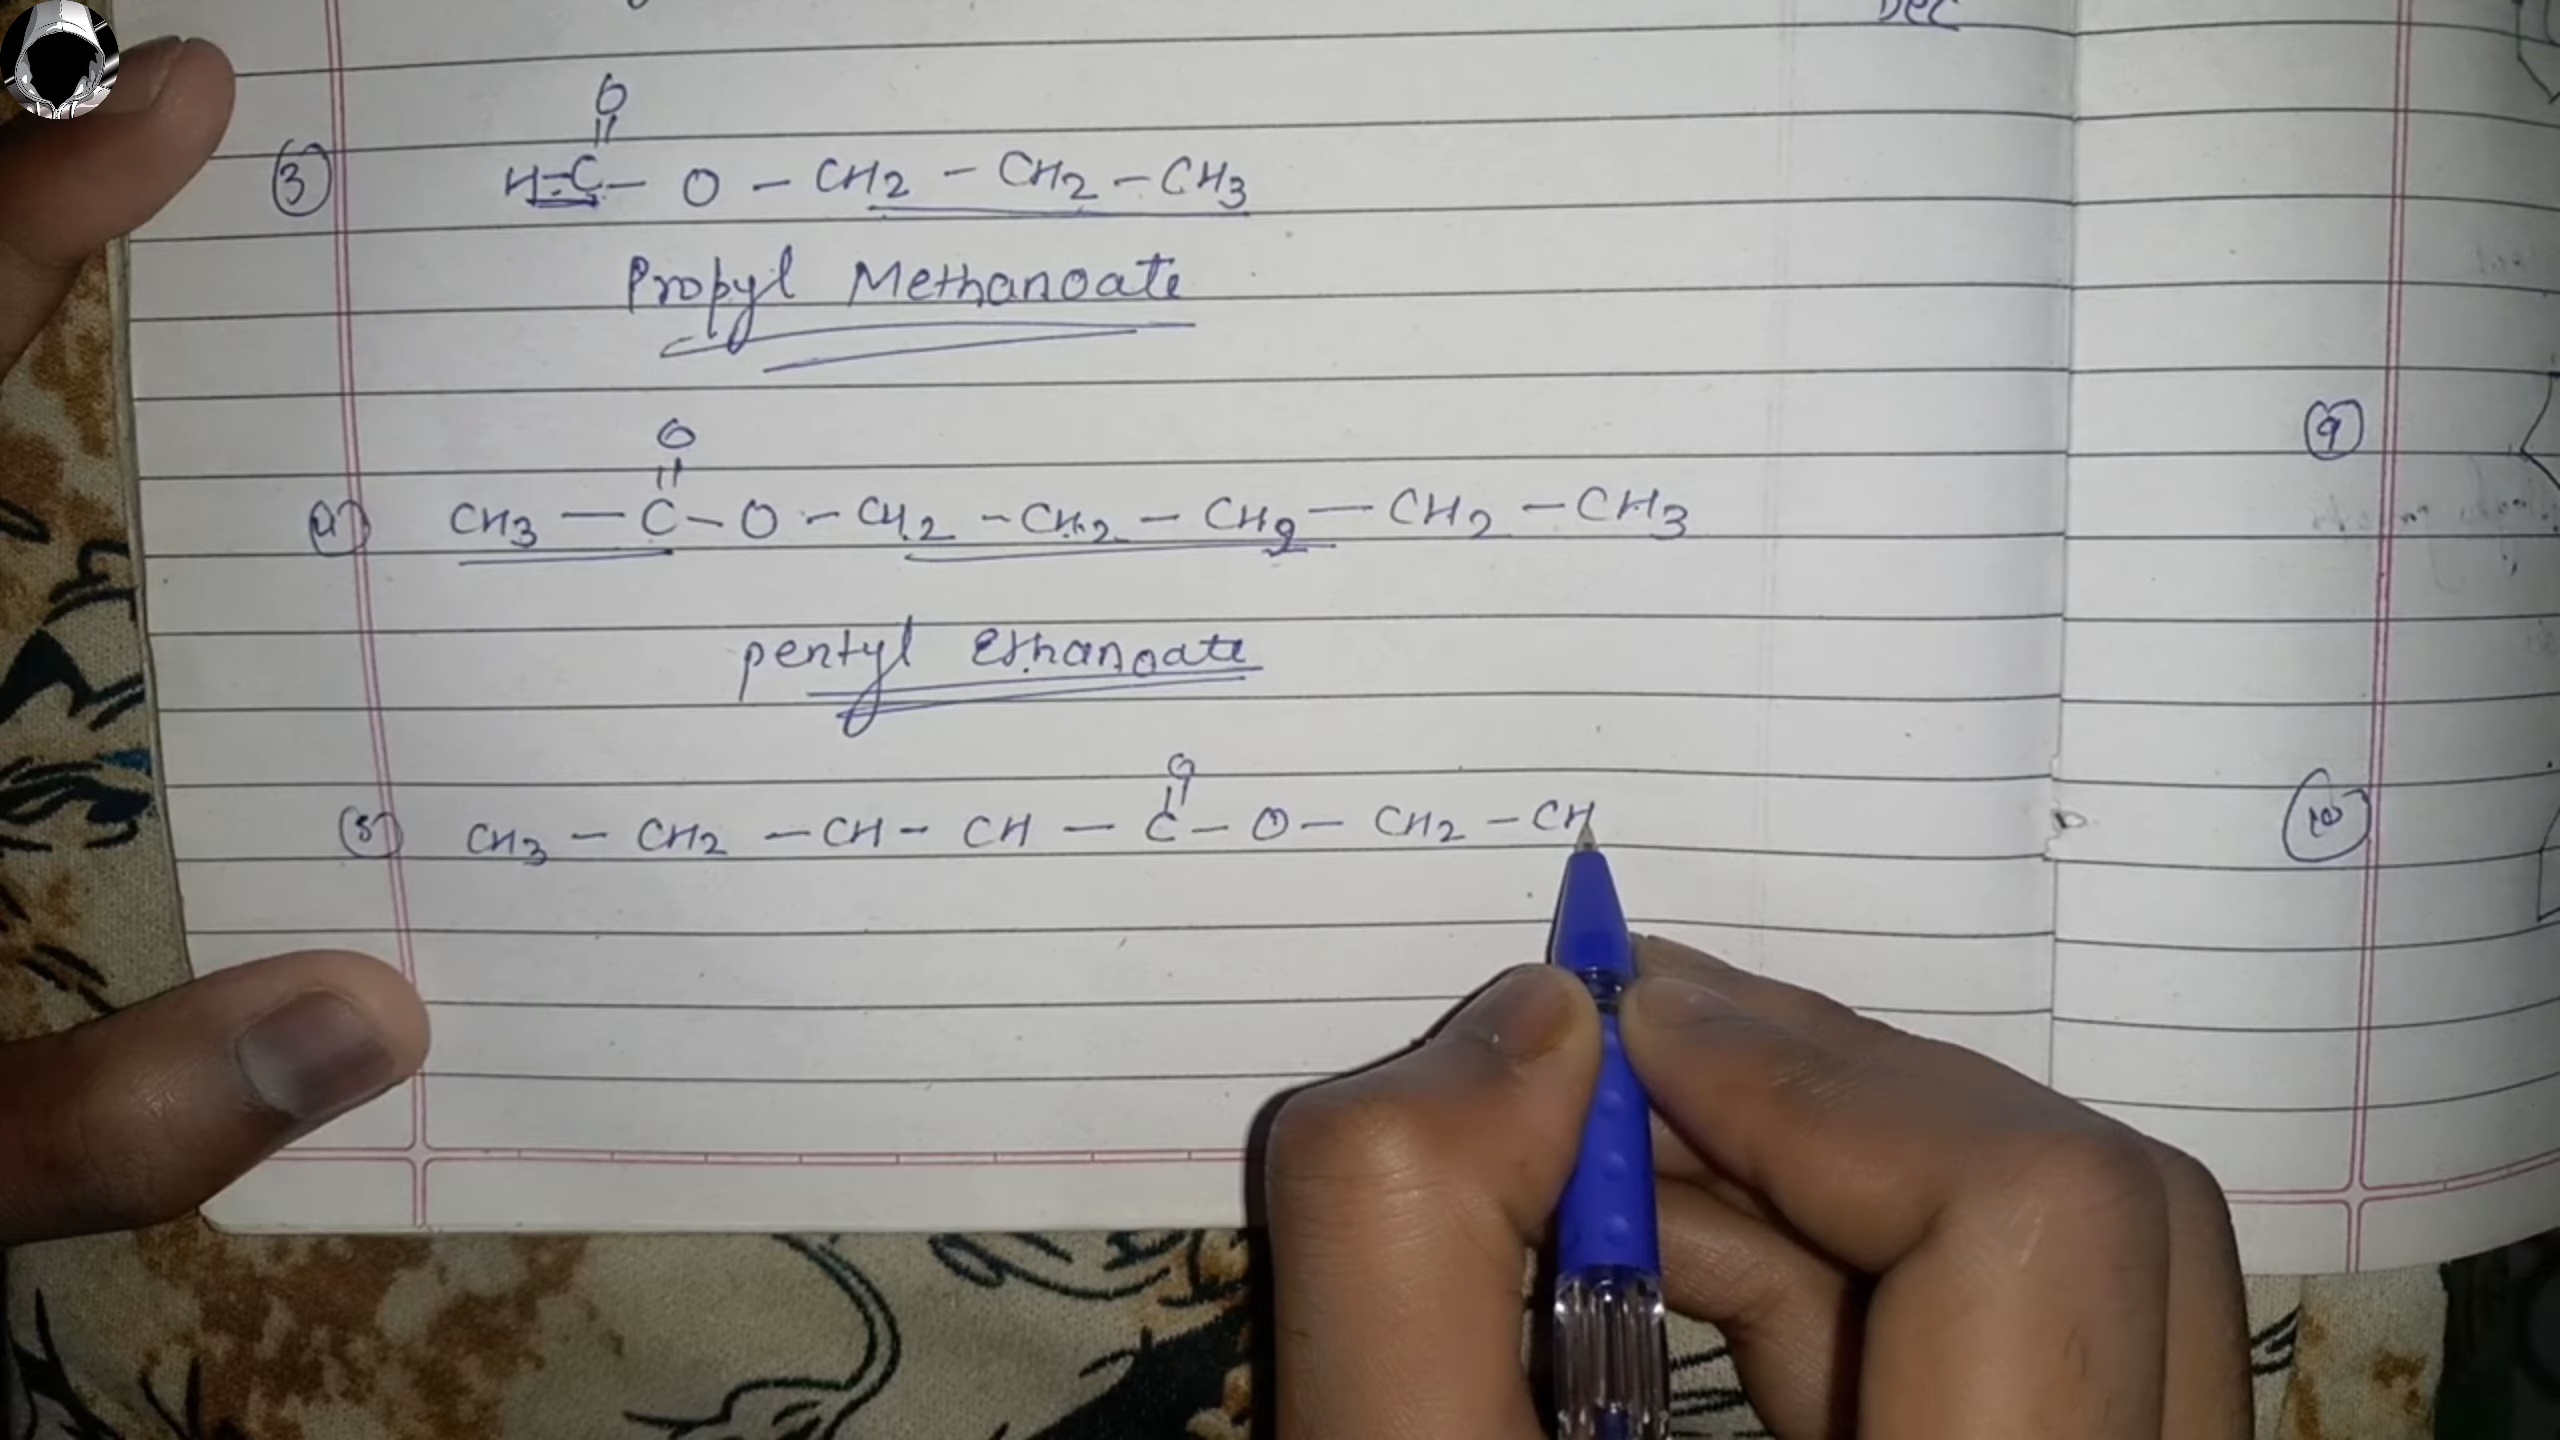 Dec
O
||
③ H-C- O - CH2 - CH2 - CH3
Propyl Methanoate
O
||
④ CH3 - C - O - CH2 - CH2 - CH2 - CH2 - CH3
⑨
Pentyl Ethanoate
O
||
⑤ CH3 - CH2 - CH - CH - C - O - CH2 - CH
⑩